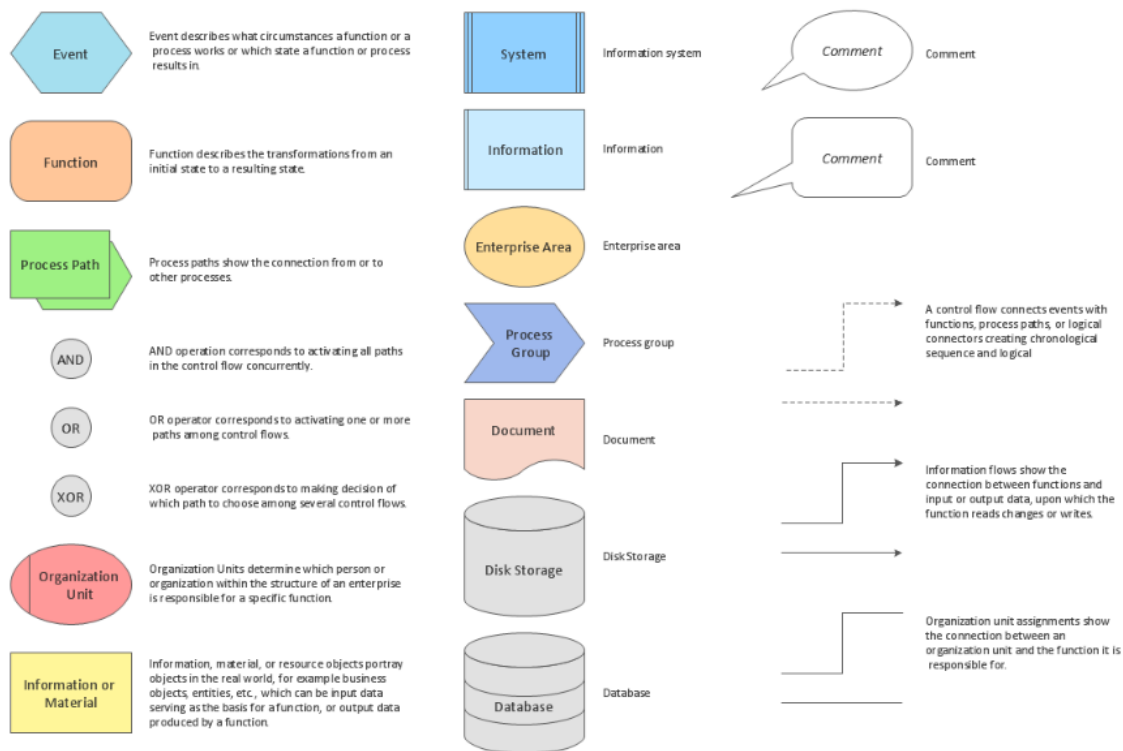 Event
Event describes what circumstances a function or a
process works or which state a function or process
results in.
Function
Function describes the transformations from an
initial state to a resulting state.
Process Path
Process paths show the connection from or to
other processes.
AND
AND operation corresponds to activating all paths
in the control flow concurrently.
OR
OR operator corresponds to activating one or more
paths among control flows.
XOR
XOR operator corresponds to making decision of
which path to choose among several control flows.
Organization
Unit
Organization Units determine which person or
organization within the structure of an enterprise
is responsible for a specific function.
Information or
Material
Information, material, or resource objects portray
objects in the real world, for example business
objects, entities, etc., which can be input data
serving as the basis for a function, or output data
produced by a function.
System
Information system
Information
Information
Enterprise Area
Enterprise area
Process
Group
Process group
Document
Document
Disk Storage
Disk Storage
Database
Database
Comment
Comment
Comment
Comment
A control flow connects events with
functions, process paths, or logical
connectors creating chronological
sequence and logical
Information flows show the
connection between functions and
input or output data, upon which the
function reads changes or writes.
Organization unit assignments show
the connection between an
organization unit and the function it is
responsible for.